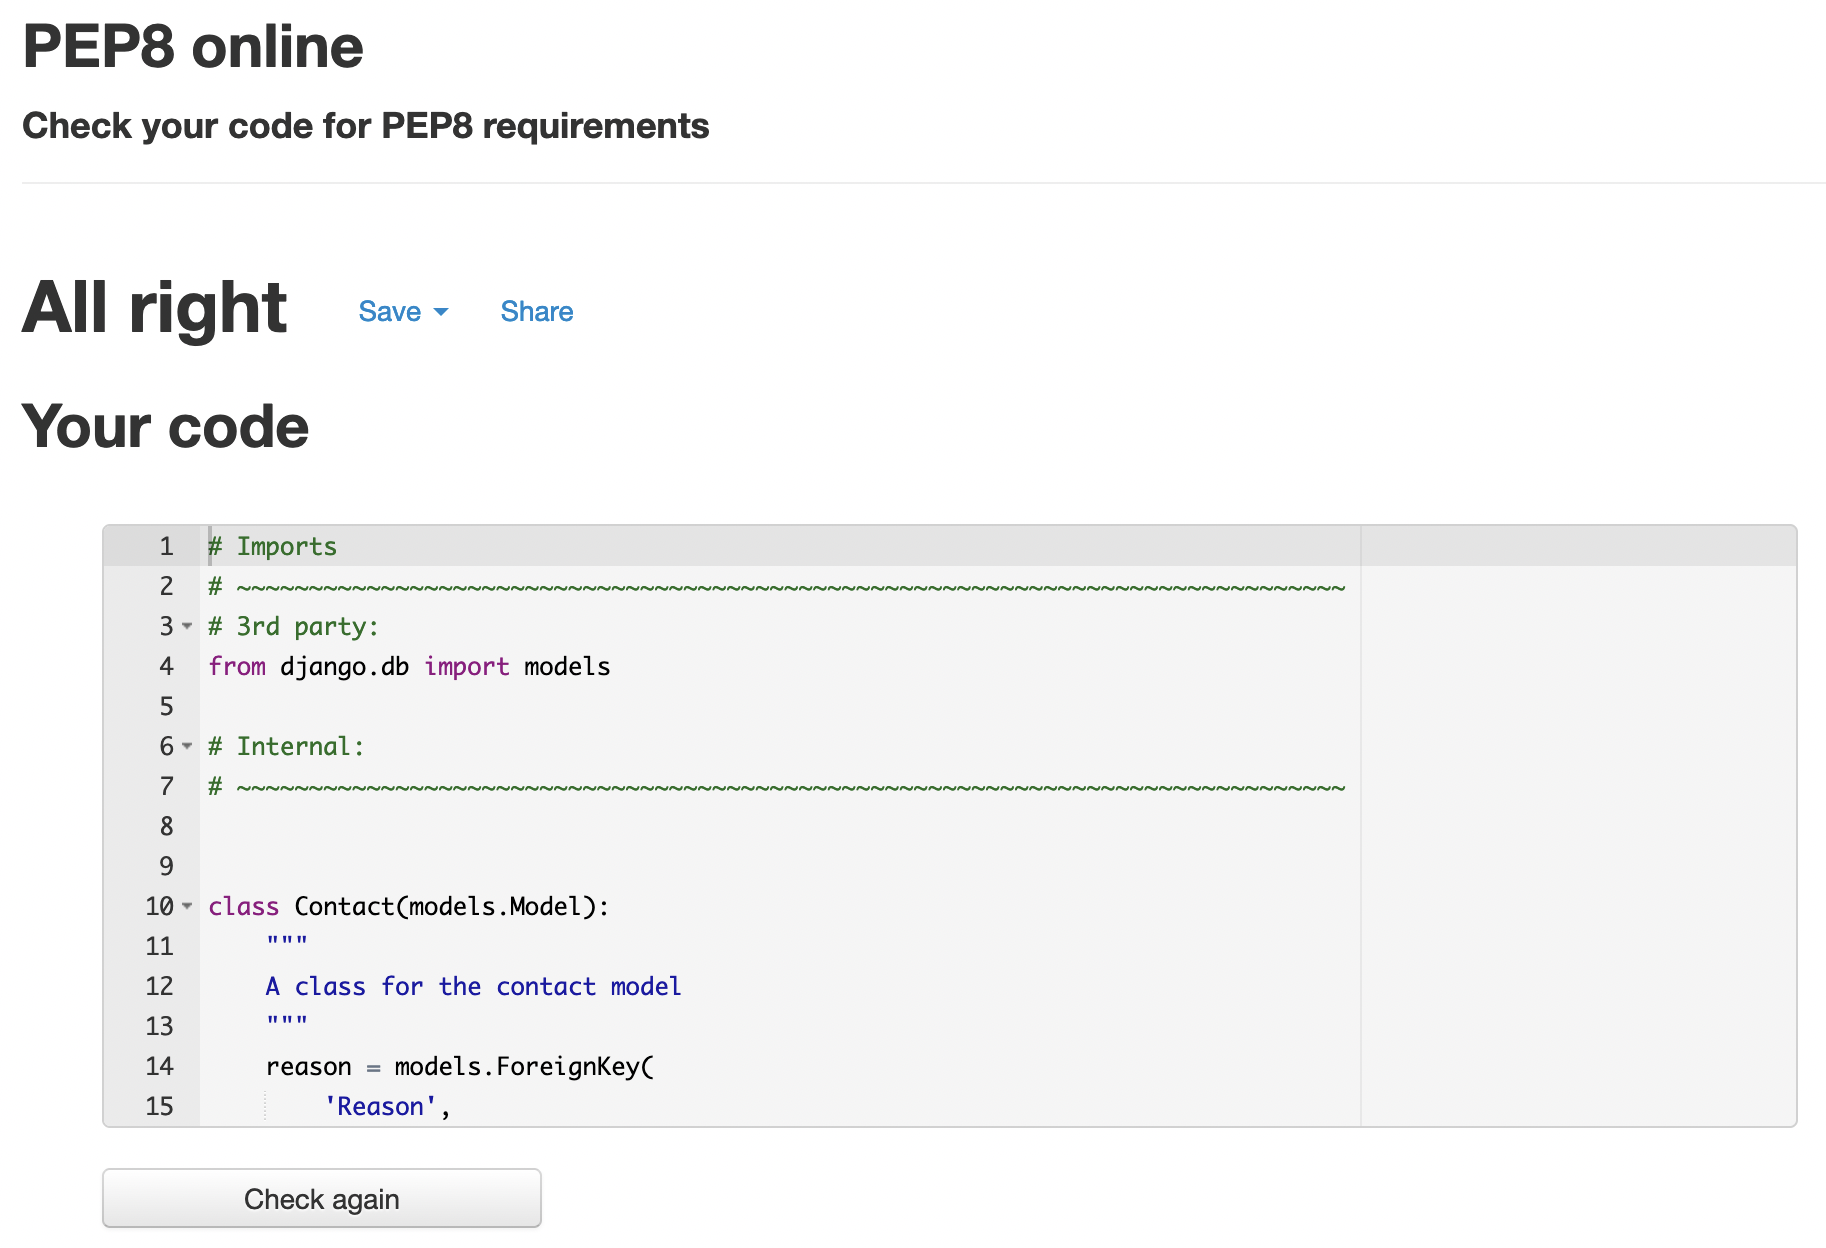 PEP8 online
Check your code for PEP8 requirements
All right Save Share
Your code
1 # Imports
2 # ~~~~~~~~~~~~~~~~~~~~~~~~~~~~~~~~~~~~~~~~~~~~~~~~~~~~~~~~~~~~~~~~~~~~~~~~~~~~~
3 # 3rd party:
4 from django.db import models
5
6 # Internal:
7 # ~~~~~~~~~~~~~~~~~~~~~~~~~~~~~~~~~~~~~~~~~~~~~~~~~~~~~~~~~~~~~~~~~~~~~~~~~~~~~
8
9
10 class Contact(models.Model):
11     """
12     A class for the contact model
13     """
14     reason = models.ForeignKey(
15         'Reason',
Check again